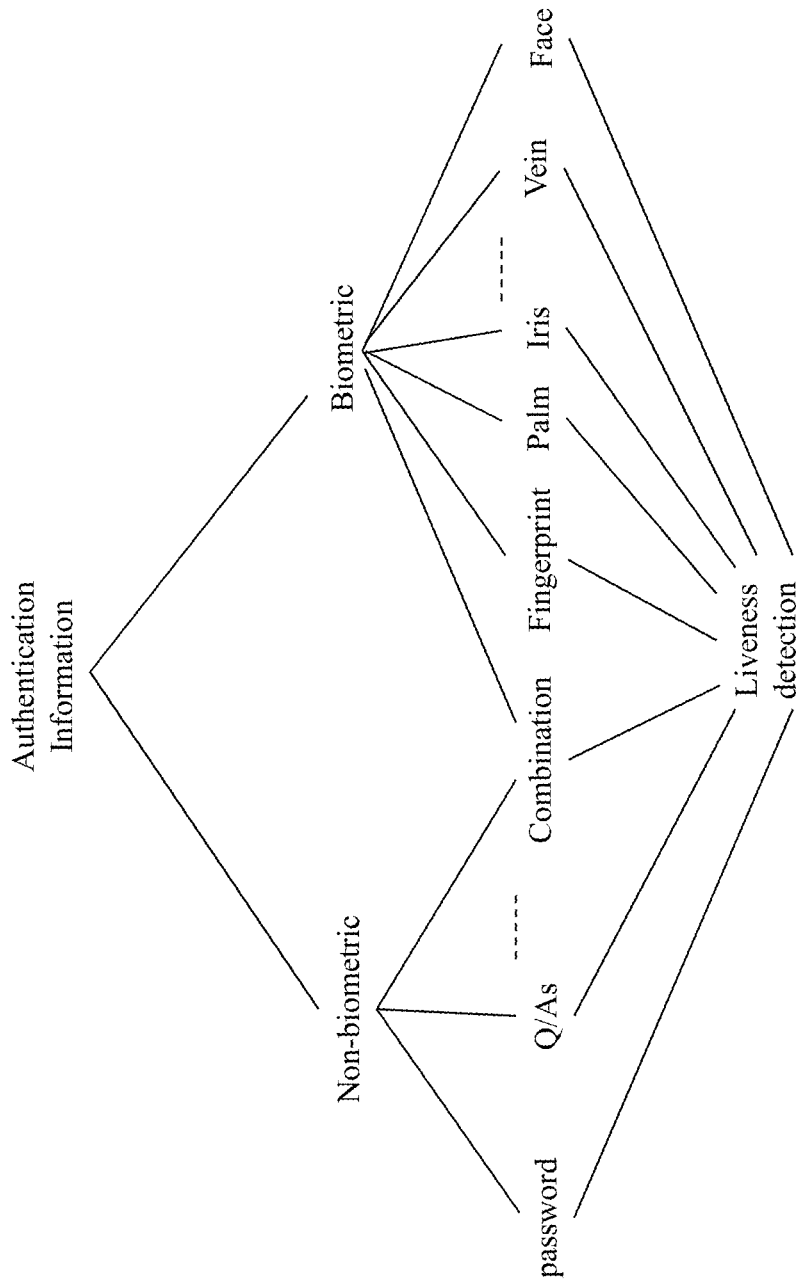 Authentication
Information
Non-biometric
Biometric
password
Q/As
Combination
Fingerprint
Palm
Iris
Vein
Face
Liveness
detection